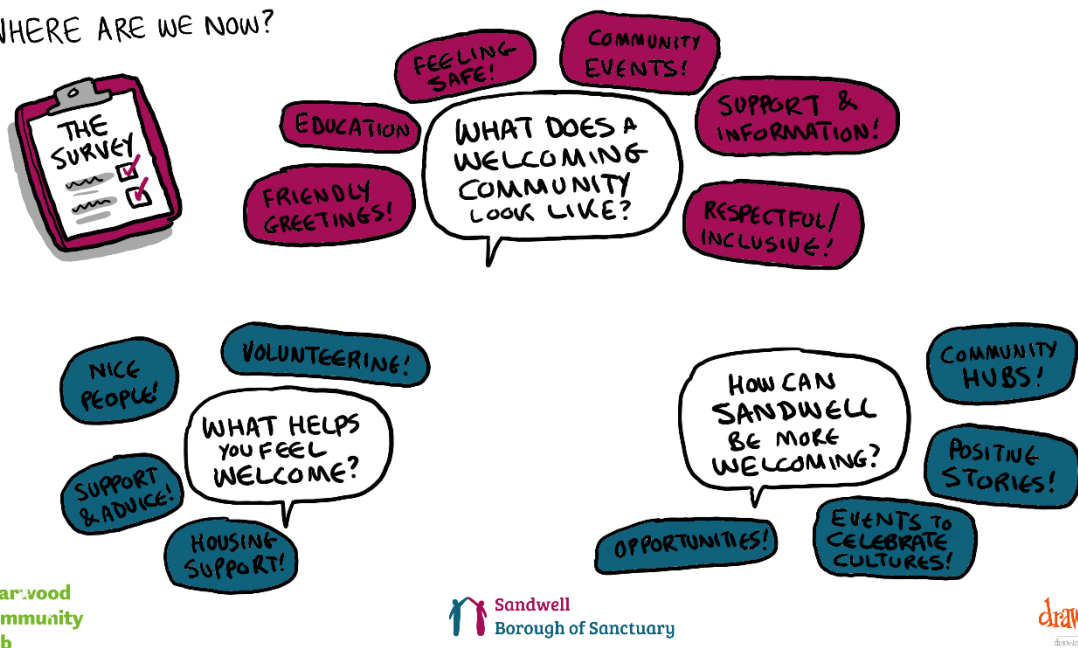 WHERE ARE WE NOW?
THE
SURVEY
FEELING
SAFE!
COMMUNITY
EVENTS!
EDUCATION
SUPPORT &
INFORMATION!
FRIENDLY
GREETINGS!
RESPECTFUL/
INCLUSIVE!
WHAT DOES A
WELCOMING
COMMUNITY
LOOK LIKE?
NICE
PEOPLE!
VOLUNTEERING!
WHAT HELPS
YOU FEEL
WELCOME?
SUPPORT
& ADVICE!
HOUSING
SUPPORT!
HOW CAN
SANDWELL
BE MORE
WELCOMING?
COMMUNITY
HUBS!
POSITIVE
STORIES!
EVENTS TO
CELEBRATE
CULTURES!
OPPORTUNITIES!
Sandwell
Borough of Sanctuary